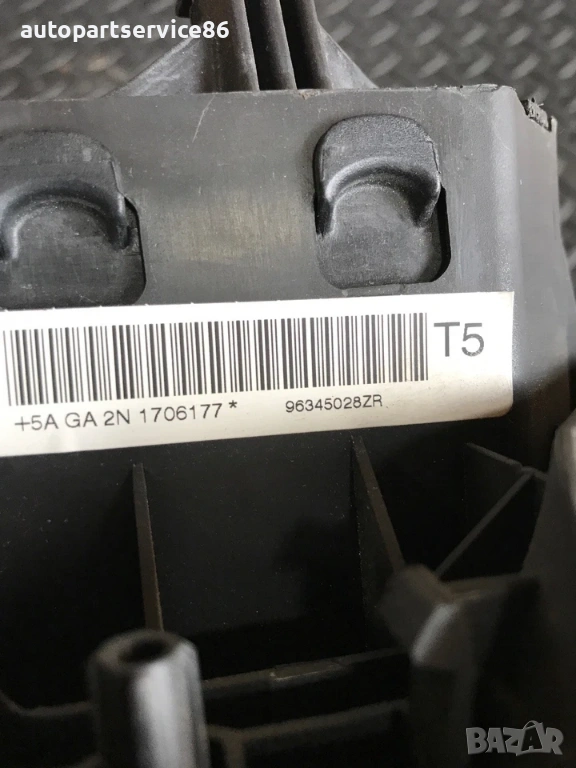 autopartservice86
T5
+5A GA 2N 1706177* 96345028ZR
BAZAR